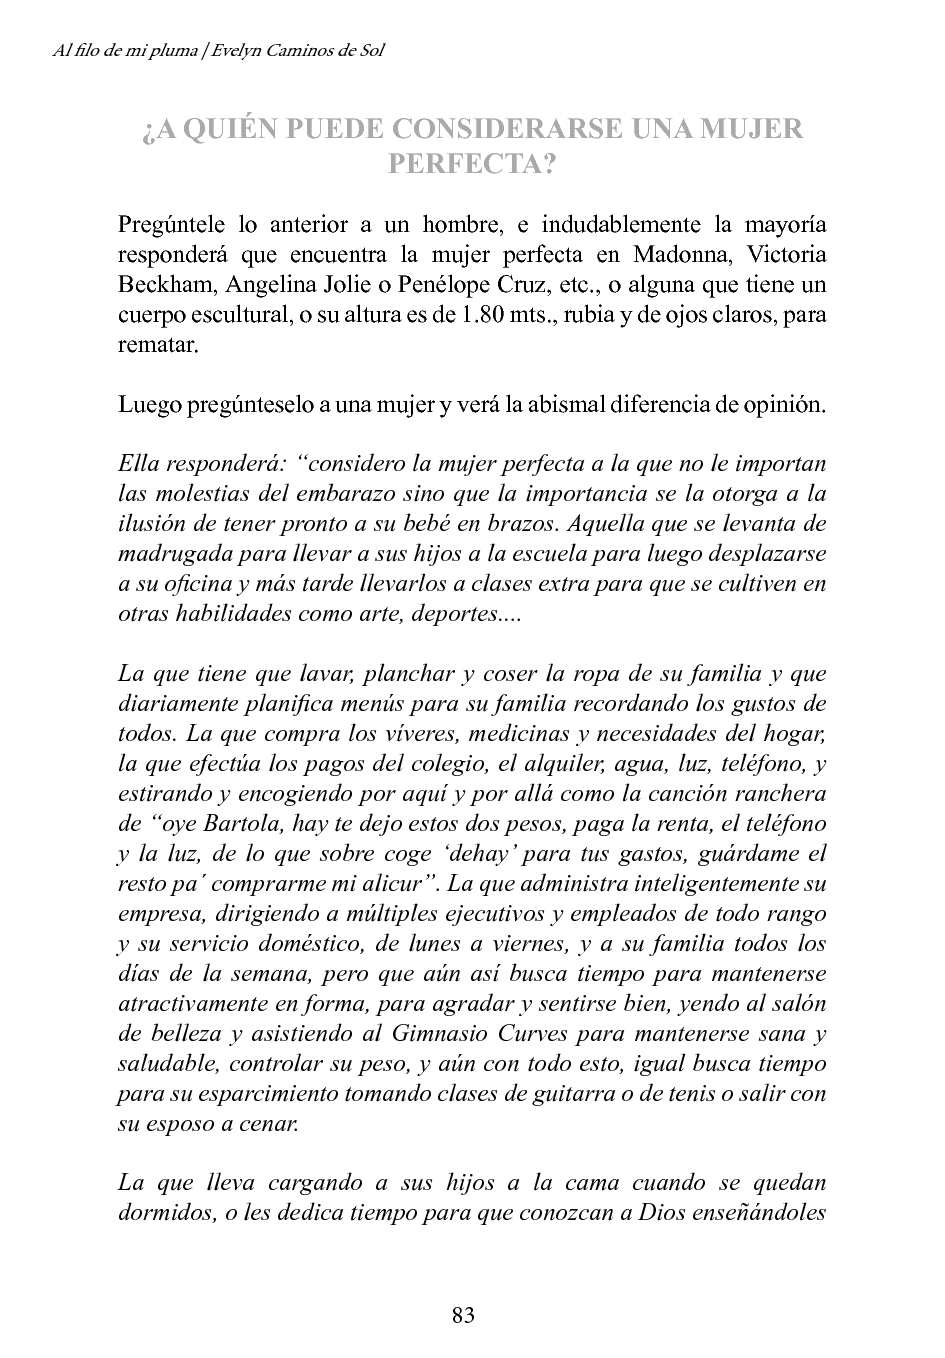 Al filo de mi pluma | Evelyn Caminos de Sol
¿A QUIÉN PUEDE CONSIDERARSE UNA MUJER
PERFECTA?
Pregúntele lo anterior a un hombre, e indudablemente la mayoría
responderá que encuentra la mujer perfecta en Madonna, Victoria
Beckham, Angelina Jolie o Penélope Cruz, etc., o alguna que tiene un
cuerpo escultural, o su altura es de 1.80 mts., rubia y de ojos claros, para
rematar.
Luego pregúnteselo a una mujer y verá la abismal diferencia de opinión.
Ella responderá: “considero la mujer perfecta a la que no le importan
las molestias del embarazo sino que la importancia se la otorga a la
ilusión de tener pronto a su bebé en brazos. Aquella que se levanta de
madrugada para llevar a sus hijos a la escuela para luego desplazarse
a su oficina y más tarde llevarlos a clases extra para que se cultiven en
otras habilidades como arte, deportes....
La que tiene que lavar, planchar y coser la ropa de su familia y que
diariamente planifica menús para su familia recordando los gustos de
todos. La que compra los víveres, medicinas y necesidades del hogar,
la que efectúa los pagos del colegio, el alquiler, agua, luz, teléfono, y
estirando y encogiendo por aquí y por allá como la canción ranchera
de “oye Bartola, hay te dejo estos dos pesos, paga la renta, el teléfono
y la luz, de lo que sobre coge ‘dehay’ para tus gastos, guárdame el
resto pa´ comprarme mi alicur”. La que administra inteligentemente su
empresa, dirigiendo a múltiples ejecutivos y empleados de todo rango
y su servicio doméstico, de lunes a viernes, y a su familia todos los
días de la semana, pero que aún así busca tiempo para mantenerse
atractivamente en forma, para agradar y sentirse bien, yendo al salón
de belleza y asistiendo al Gimnasio Curves para mantenerse sana y
saludable, controlar su peso, y aún con todo esto, igual busca tiempo
para su esparcimiento tomando clases de guitarra o de tenis o salir con
su esposo a cenar.
La que lleva cargando a sus hijos a la cama cuando se quedan
dormidos, o les dedica tiempo para que conozcan a Dios enseñándoles
83